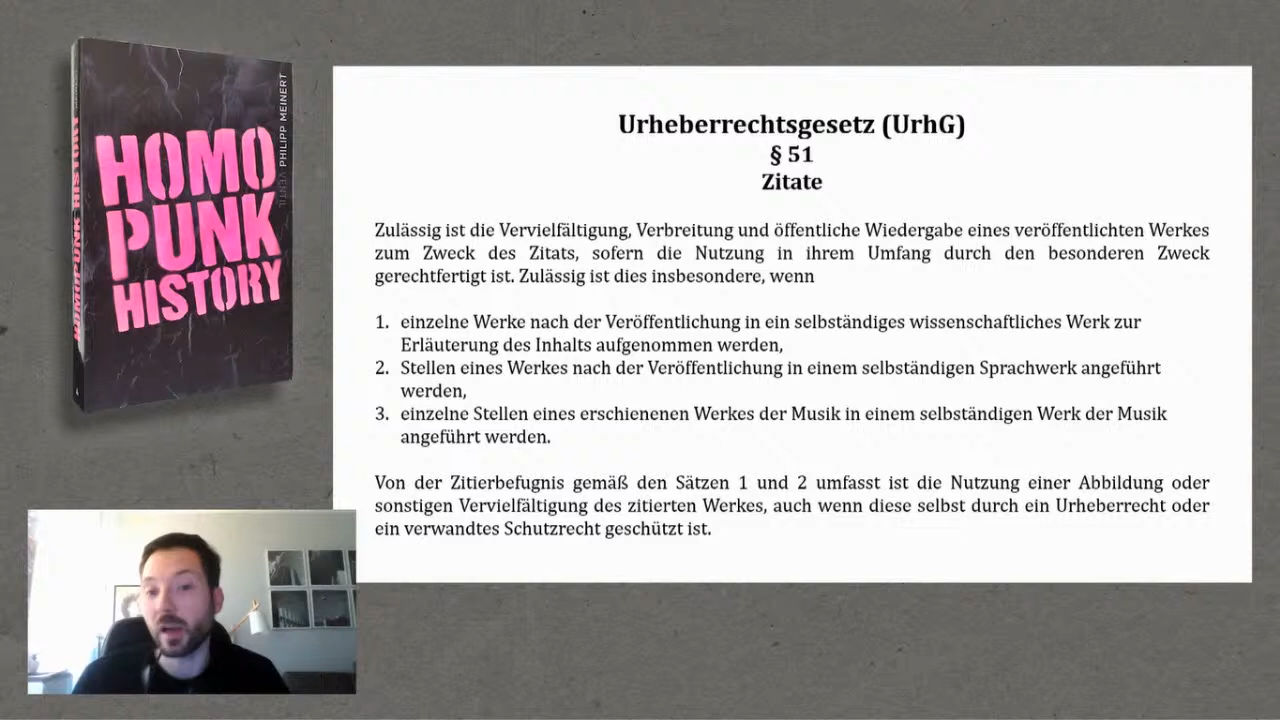 HOMO
PUNK
HISTORY
PHILIPP MEINERT
VENTIL
HOMOPUNK HISTORY
Urheberrechtsgesetz (UrhG)
§ 51
Zitate
Zulässig ist die Vervielfältigung, Verbreitung und öffentliche Wiedergabe eines veröffentlichten Werkes
zum Zweck des Zitats, sofern die Nutzung in ihrem Umfang durch den besonderen Zweck
gerechtfertigt ist. Zulässig ist dies insbesondere, wenn
1. einzelne Werke nach der Veröffentlichung in ein selbständiges wissenschaftliches Werk zur
Erläuterung des Inhalts aufgenommen werden,
2. Stellen eines Werkes nach der Veröffentlichung in einem selbständigen Sprachwerk angeführt
werden,
3. einzelne Stellen eines erschienenen Werkes der Musik in einem selbständigen Werk der Musik
angeführt werden.
Von der Zitierbefugnis gemäß den Sätzen 1 und 2 umfasst ist die Nutzung einer Abbildung oder
sonstigen Vervielfältigung des zitierten Werkes, auch wenn diese selbst durch ein Urheberrecht oder
ein verwandtes Schutzrecht geschützt ist.